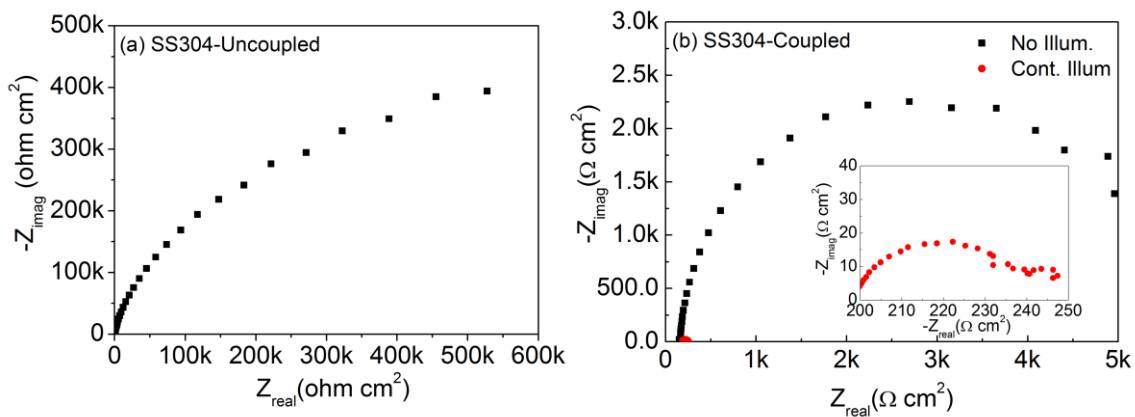 (a) SS304-Uncoupled
500k
400k
300k
200k
100k
0
-Z_imag (ohm cm²)
0 100k 200k 300k 400k 500k 600k
Z_real(ohm cm²)
(b) SS304-Coupled
No Illum.
Cont. Illum
3.0k
2.5k
2.0k
1.5k
1.0k
500.0
0.0
-Z_imag(Ω cm²)
1k 2k 3k 4k 5k
Z_real(Ω cm²)
40
30
20
10
0
-Z_imag(Ω cm²)
200 210 220 230 240 250
-Z_real(Ω cm²)